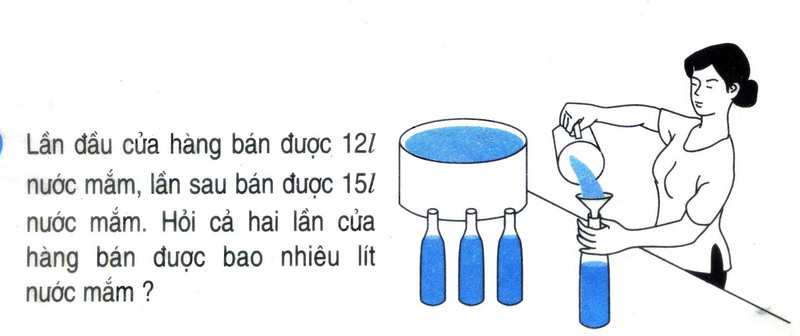 Lần đầu cửa hàng bán được 12l
nước mắm, lần sau bán được 15l
nước mắm. Hỏi cả hai lần cửa
hàng bán được bao nhiêu lít
nước mắm ?